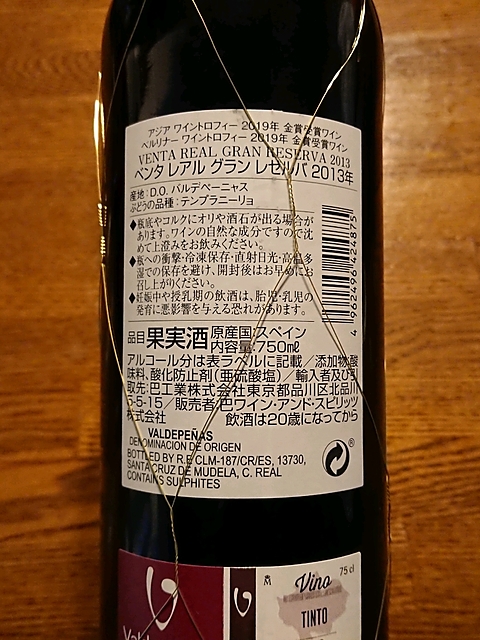 アジア ワイントロフィー 2019年 金賞受賞ワイン
ベルリナー ワイントロフィー 2019年 金賞受賞ワイン
VENTA REAL GRAN RESERVA 2013
ベンタ レアル グラン レセルバ 2013年
産地：D.O. バルデペーニャス
ぶどうの品種：テンプラニーリョ
◆瓶底やコルクにオリや酒石が出る場合が
あります。ワインの自然な成分ですので沈
めて上澄みをお飲みください。
◆瓶への衝撃・冷凍保存・直射日光・高温多
湿での保存を避け、開封後はお早めにお
召し上がりください。
◆妊娠中や授乳期の飲酒は、胎児・乳児の
発育に悪影響を与える恐れがあります。
4 962496 424875
品目 果実酒 原産国：スペイン
内容量：750㎖
アルコール分は表ラベルに記載／添加物：酸
味料、酸化防止剤（亜硫酸塩）／輸入者及び引
取先：巴工業株式会社東京都品川区北品川
5-5-15／販売者：巴ワイン・アンド・スピリッツ
株式会社 飲酒は20歳になってから
VALDEPEÑAS
DENOMINACION DE ORIGEN
BOTTLED BY R.E CLM-187/CR/ES, 13730,
SANTA CRUZ DE MUDELA, C. REAL
CONTAINS SULPHITES
Vino
75 cl
TINTO